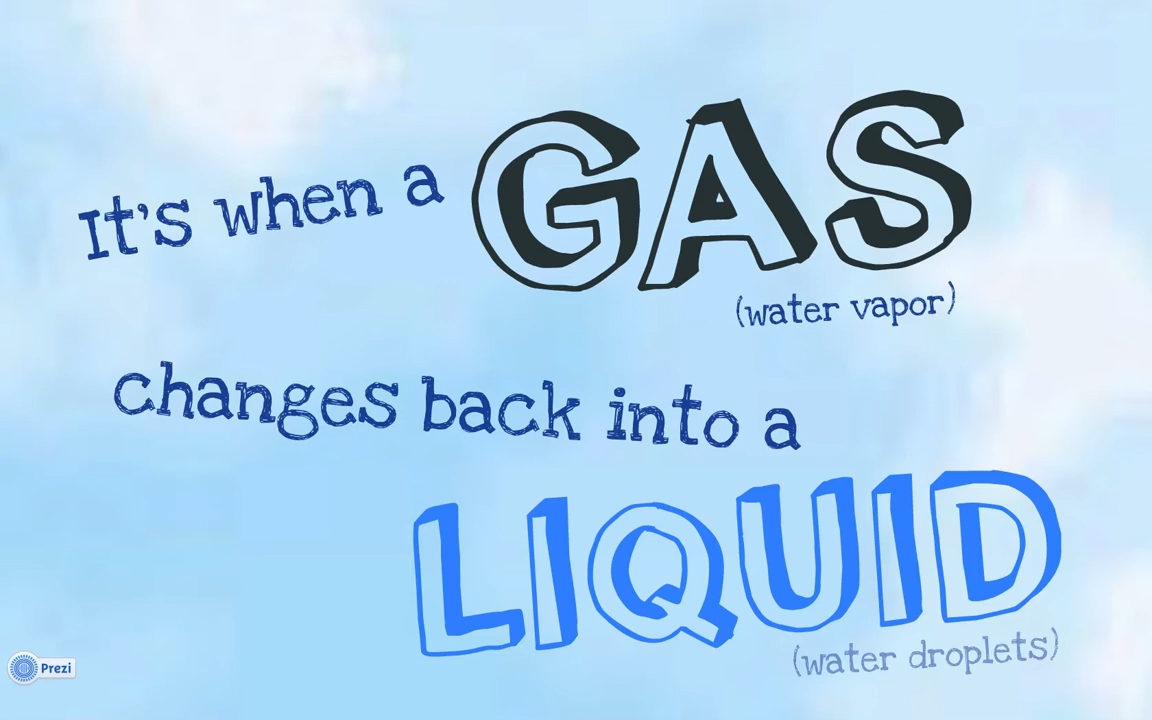 It's when a GAS
(water vapor)
changes back into a
LIQUID
(water droplets)
Prezi